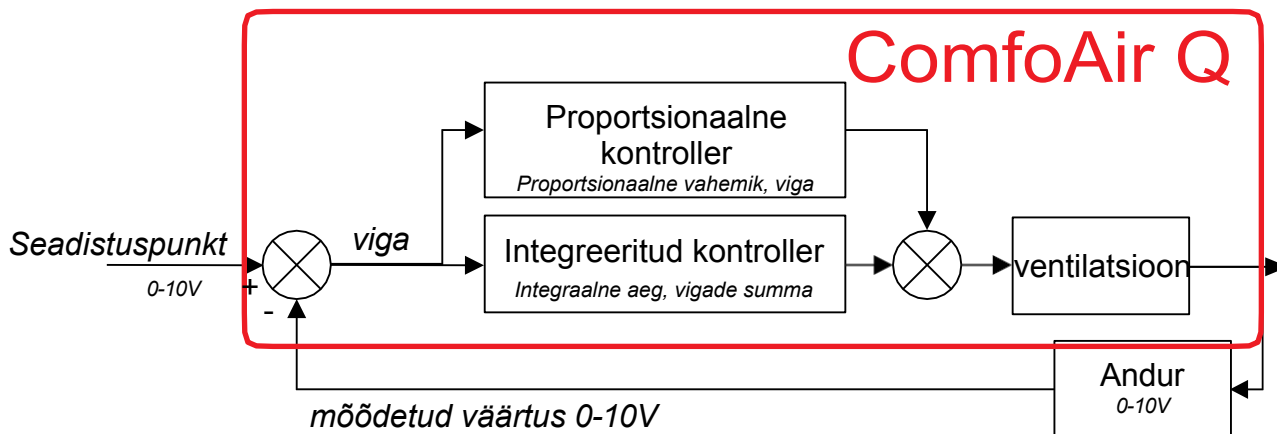 ComfoAir Q
Proportsionaalne
kontroller
Proportsionaalne vahemik, viga
Seadistuspunkt
0-10V
+
-
viga
Integreeritud kontroller
Integraalne aeg, vigade summa
ventilatsioon
Andur
0-10V
mõõdetud väärtus 0-10V